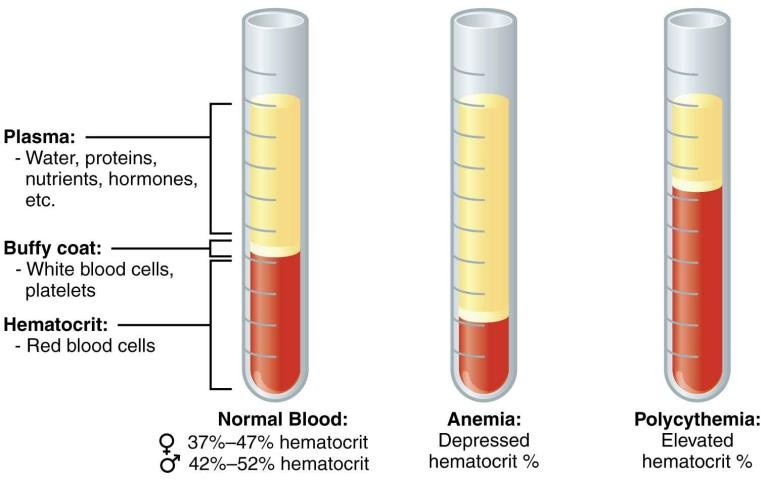 Plasma:
- Water, proteins,
nutrients, hormones,
etc.
Buffy coat:
- White blood cells,
platelets
Hematocrit:
- Red blood cells
Normal Blood:
♀ 37%–47% hematocrit
♂ 42%–52% hematocrit
Anemia:
Depressed
hematocrit %
Polycythemia:
Elevated
hematocrit %